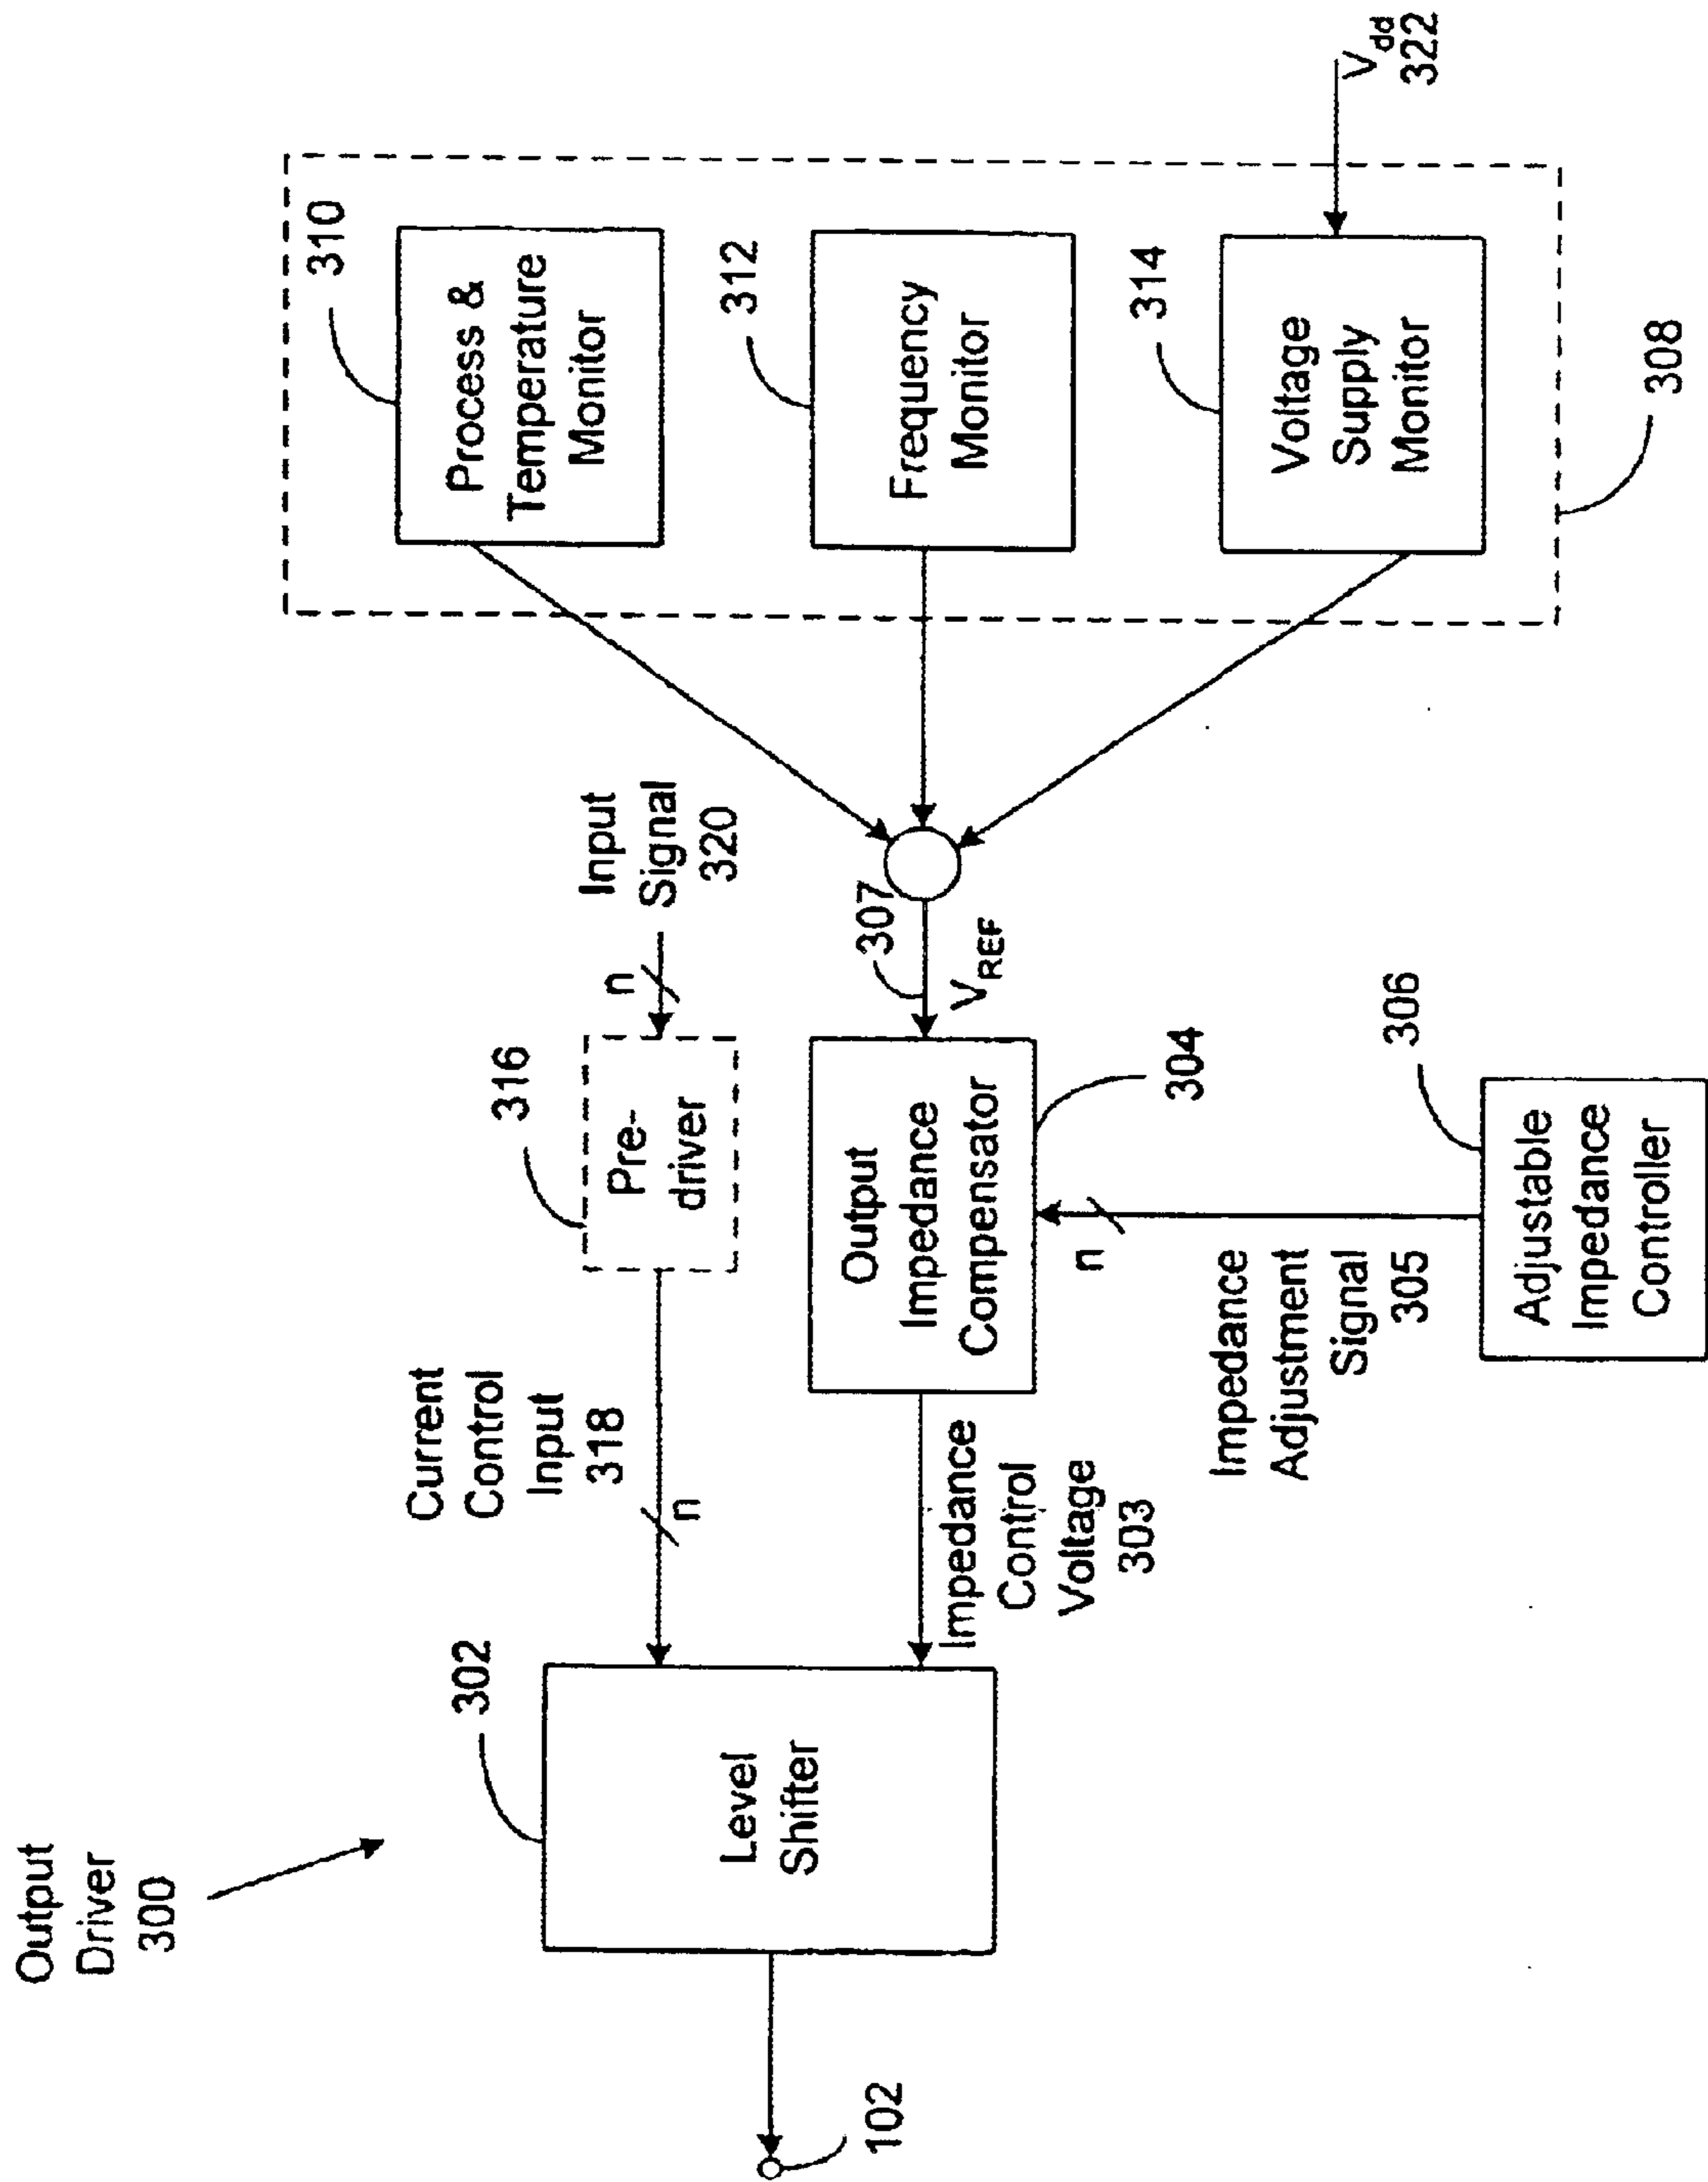 Output
Driver
300
102
302
Level
Shifter
Current
Control
Input
318
n
Impedance
Control
Voltage
303
316
Pre-
driver
n
Input
Signal
320
Output
Impedance
Compensator
304
307
VREF
n
Impedance
Adjustment
Signal
305
306
Adjustable
Impedance
Controller
310
Process &
Temperature
Monitor
312
Frequency
Monitor
314
Voltage
Supply
Monitor
308
Vdd
322